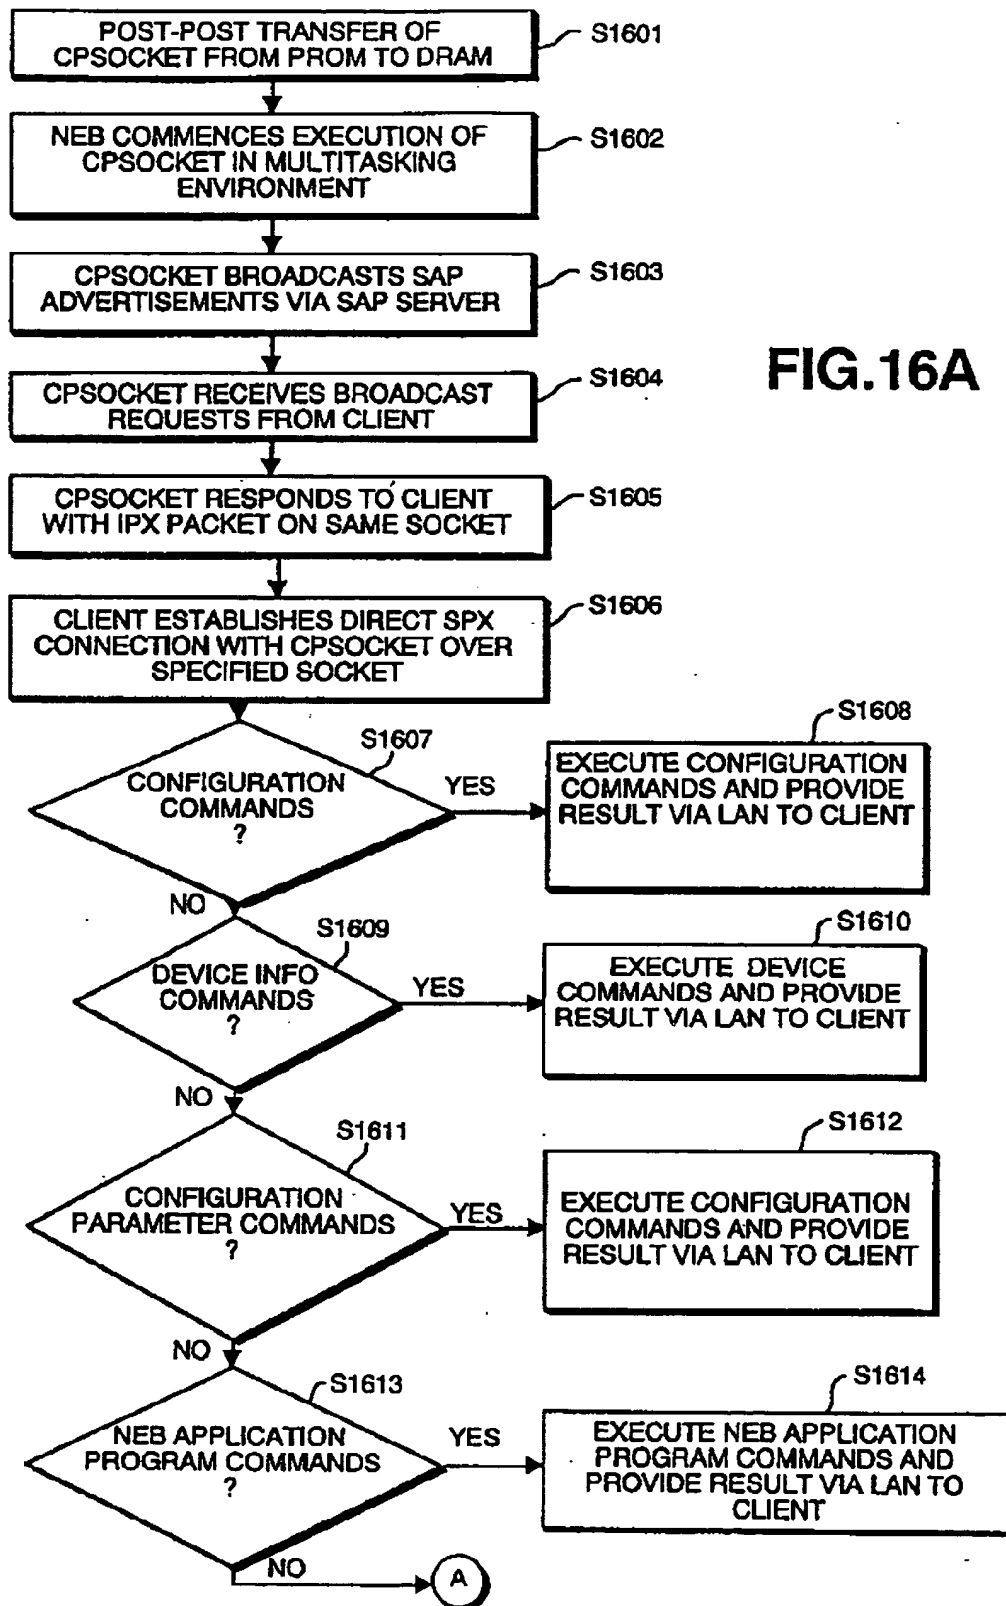 POST-POST TRANSFER OF
CPSOCKET FROM PROM TO DRAM
S1601
NEB COMMENCES EXECUTION OF
CPSOCKET IN MULTITASKING
ENVIRONMENT
S1602
CPSOCKET BROADCASTS SAP
ADVERTISEMENTS VIA SAP SERVER
S1603
FIG.16A
CPSOCKET RECEIVES BROADCAST
REQUESTS FROM CLIENT
S1604
CPSOCKET RESPONDS TO CLIENT
WITH IPX PACKET ON SAME SOCKET
S1605
CLIENT ESTABLISHES DIRECT SPX
CONNECTION WITH CPSOCKET OVER
SPECIFIED SOCKET
S1606
CONFIGURATION
COMMANDS
?
S1607
YES
EXECUTE CONFIGURATION
COMMANDS AND PROVIDE
RESULT VIA LAN TO CLIENT
S1608
NO
DEVICE INFO
COMMANDS
?
S1609
YES
EXECUTE DEVICE
COMMANDS AND PROVIDE
RESULT VIA LAN TO CLIENT
S1610
NO
CONFIGURATION
PARAMETER COMMANDS
?
S1611
YES
EXECUTE CONFIGURATION
COMMANDS AND PROVIDE
RESULT VIA LAN TO CLIENT
S1612
NO
NEB APPLICATION
PROGRAM COMMANDS
?
S1613
YES
EXECUTE NEB APPLICATION
PROGRAM COMMANDS AND
PROVIDE RESULT VIA LAN TO
CLIENT
S1614
NO
A